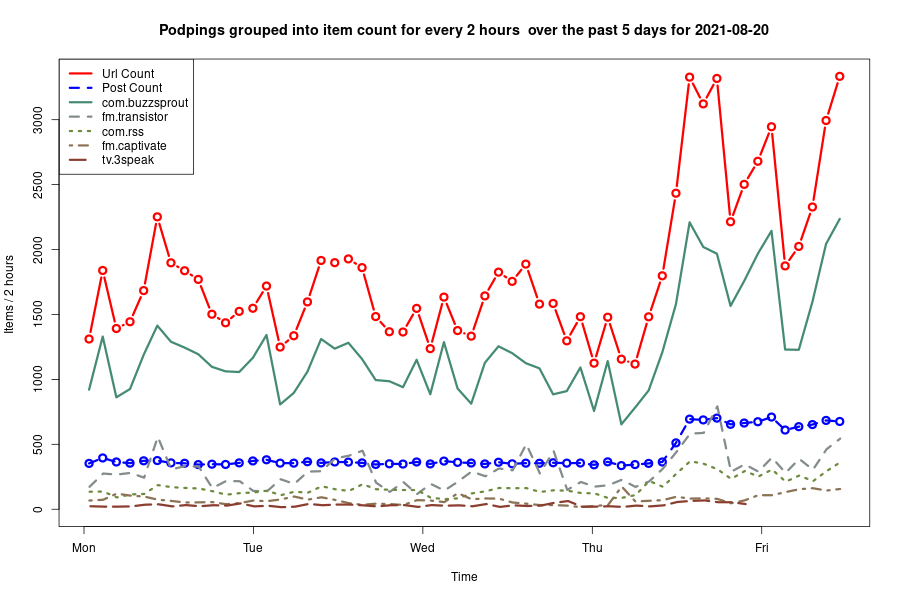 Podpings grouped into item count for every 2 hours  over the past 5 days for 2021-08-20
Url Count
Post Count
com.buzzsprout
fm.transistor
com.rss
fm.captivate
tv.3speak
Items / 2 hours
3000
2500
2000
1500
1000
500
0
Mon
Tue
Wed
Thu
Fri
Time